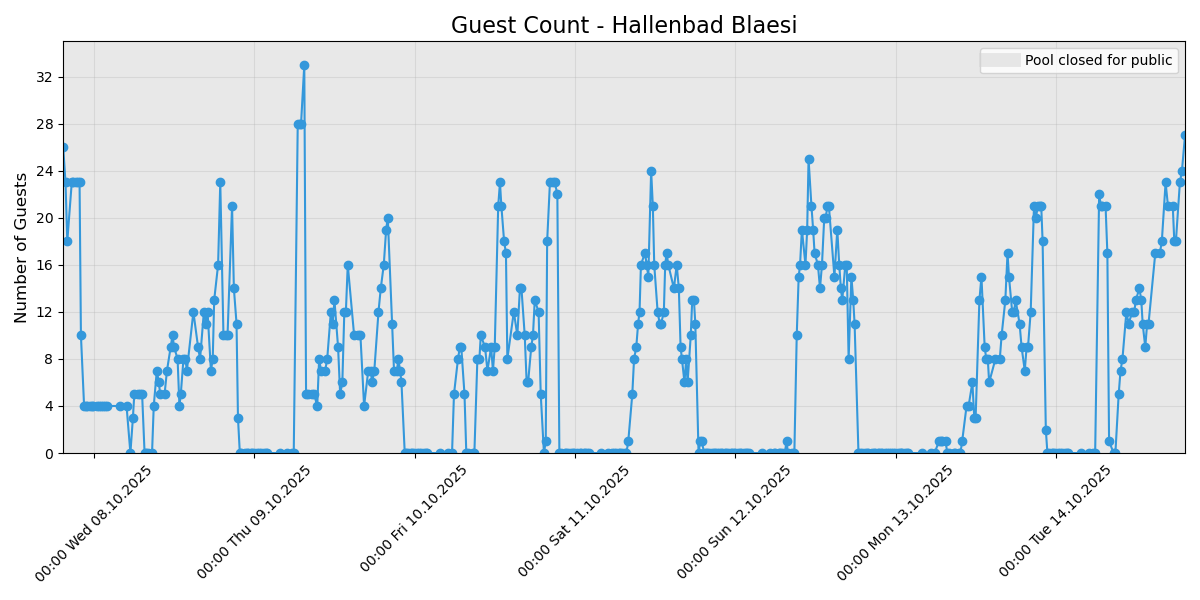 Guest Count - Hallenbad Blaesi
Pool closed for public
Number of Guests
32
28
24
20
16
12
8
4
0
00:00 Wed 08.10.2025
00:00 Thu 09.10.2025
00:00 Fri 10.10.2025
00:00 Sat 11.10.2025
00:00 Sun 12.10.2025
00:00 Mon 13.10.2025
00:00 Tue 14.10.2025